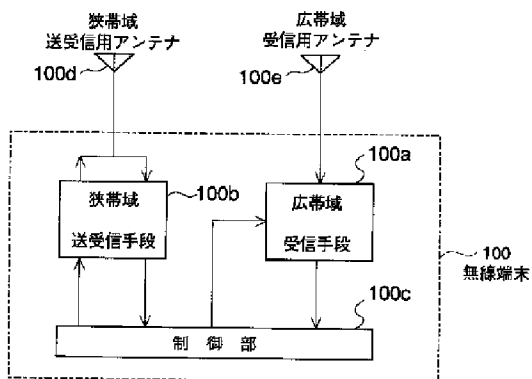 狭帯域
送受信用アンテナ
100d
広帯域
受信用アンテナ
100e
100a
100b
狭帯域
送受信手段
広帯域
受信手段
100
無線端末
100c
制御部